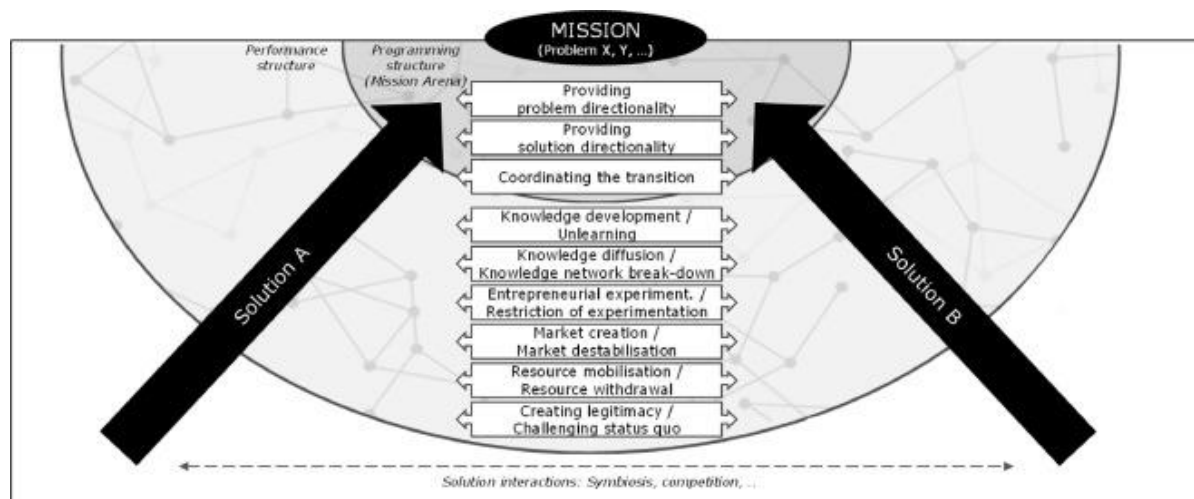 MISSION
(Problem X, Y, ...)
Performance
structure
Programming
structure
(Mission Arena)
Providing
problem directionality
Providing
solution directionality
Coordinating the transition
Knowledge development /
Unlearning
Knowledge diffusion /
Knowledge network break-down
Entrepreneurial experiment. /
Restriction of experimentation
Market creation /
Market destabilisation
Resource mobilisation /
Resource withdrawal
Creating legitimacy /
Challenging status quo
Solution A
Solution B
Solution interactions: Symbiosis, competition, ..